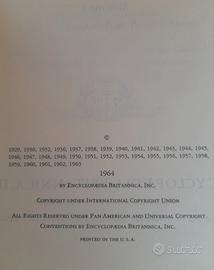 ©
1929, 1930, 1932, 1936, 1937, 1938, 1939, 1940, 1941, 1942, 1943, 1944, 1945,
1946, 1947, 1948, 1949, 1950, 1951, 1952, 1953, 1954, 1955, 1956, 1957, 1958,
1959, 1960, 1961, 1962, 1963
1964
BY ENCYCLOPÆDIA BRITANNICA, INC.
COPYRIGHT UNDER INTERNATIONAL COPYRIGHT UNION
ALL RIGHTS RESERVED UNDER PAN AMERICAN AND UNIVERSAL COPYRIGHT
CONVENTIONS BY ENCYCLOPÆDIA BRITANNICA, INC.
PRINTED IN THE U. S. A.
subito